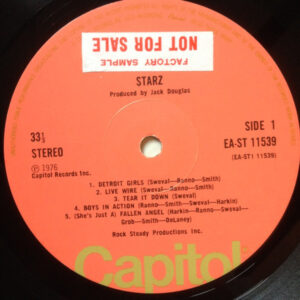 FACTORY SAMPLE
NOT FOR SALE
STARZ
Produced by Jack Douglas
33⅓
STEREO
SIDE 1
EA-ST 11539
(EA-ST1 11539)
Ⓟ 1976
Capitol Records Inc.
1. DETROIT GIRLS (Sweval—Ranno—Smith)
2. LIVE WIRE (Sweval—Ranno—Smith)
3. TEAR IT DOWN (Sweval)
4. BOYS IN ACTION (Ranno—Smith—Sweval—Harkin)
5. (She's Just A) FALLEN ANGEL (Harkin—Ranno—Sweval—
Grob—Smith—DeLaney)
Rock Steady Productions Inc.
Capitol